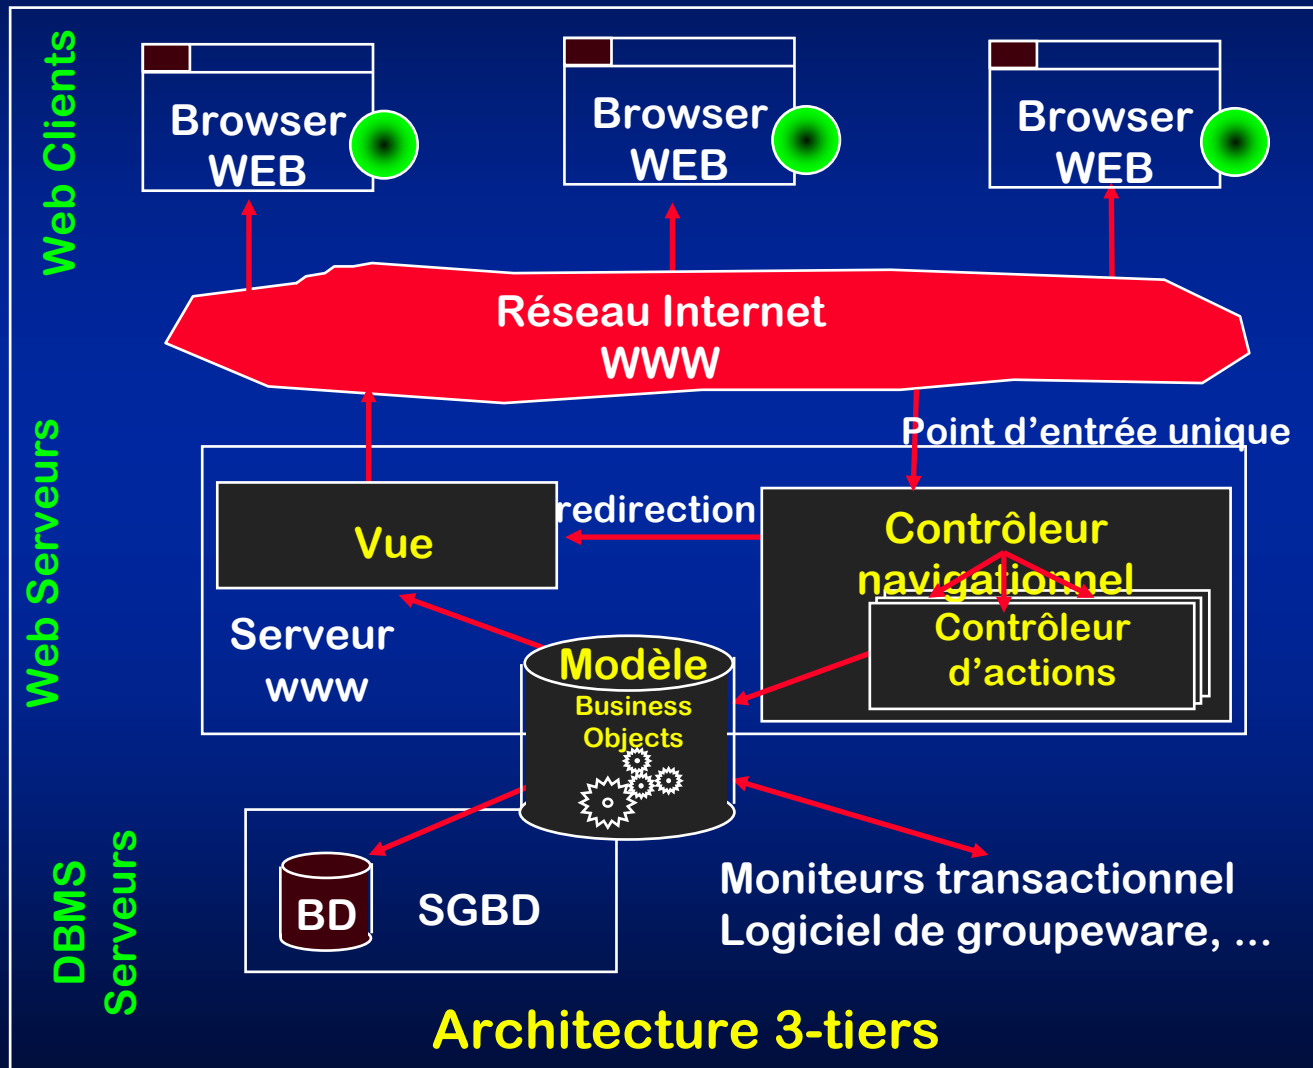 Web Clients
Browser
WEB
Browser
WEB
Browser
WEB
Réseau Internet
WWW
Web Serveurs
Point d’entrée unique
Vue
redirection
Contrôleur
navigationnel
Contrôleur
d’actions
Serveur
www
Modèle
Business
Objects
DBMS
Serveurs
BD
SGBD
Moniteurs transactionnel
Logiciel de groupeware, ...
Architecture 3-tiers